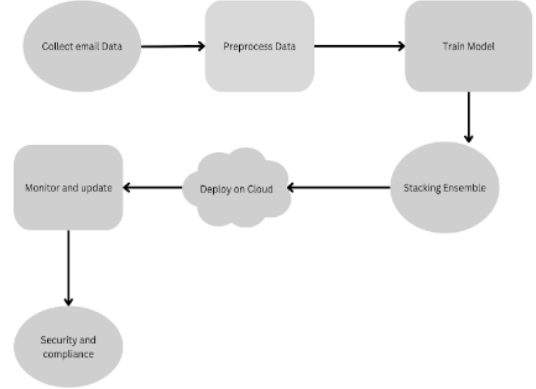 Collect email Data
Preprocess Data
Train Model
Stacking Ensemble
Deploy on Cloud
Monitor and update
Security and
compliance